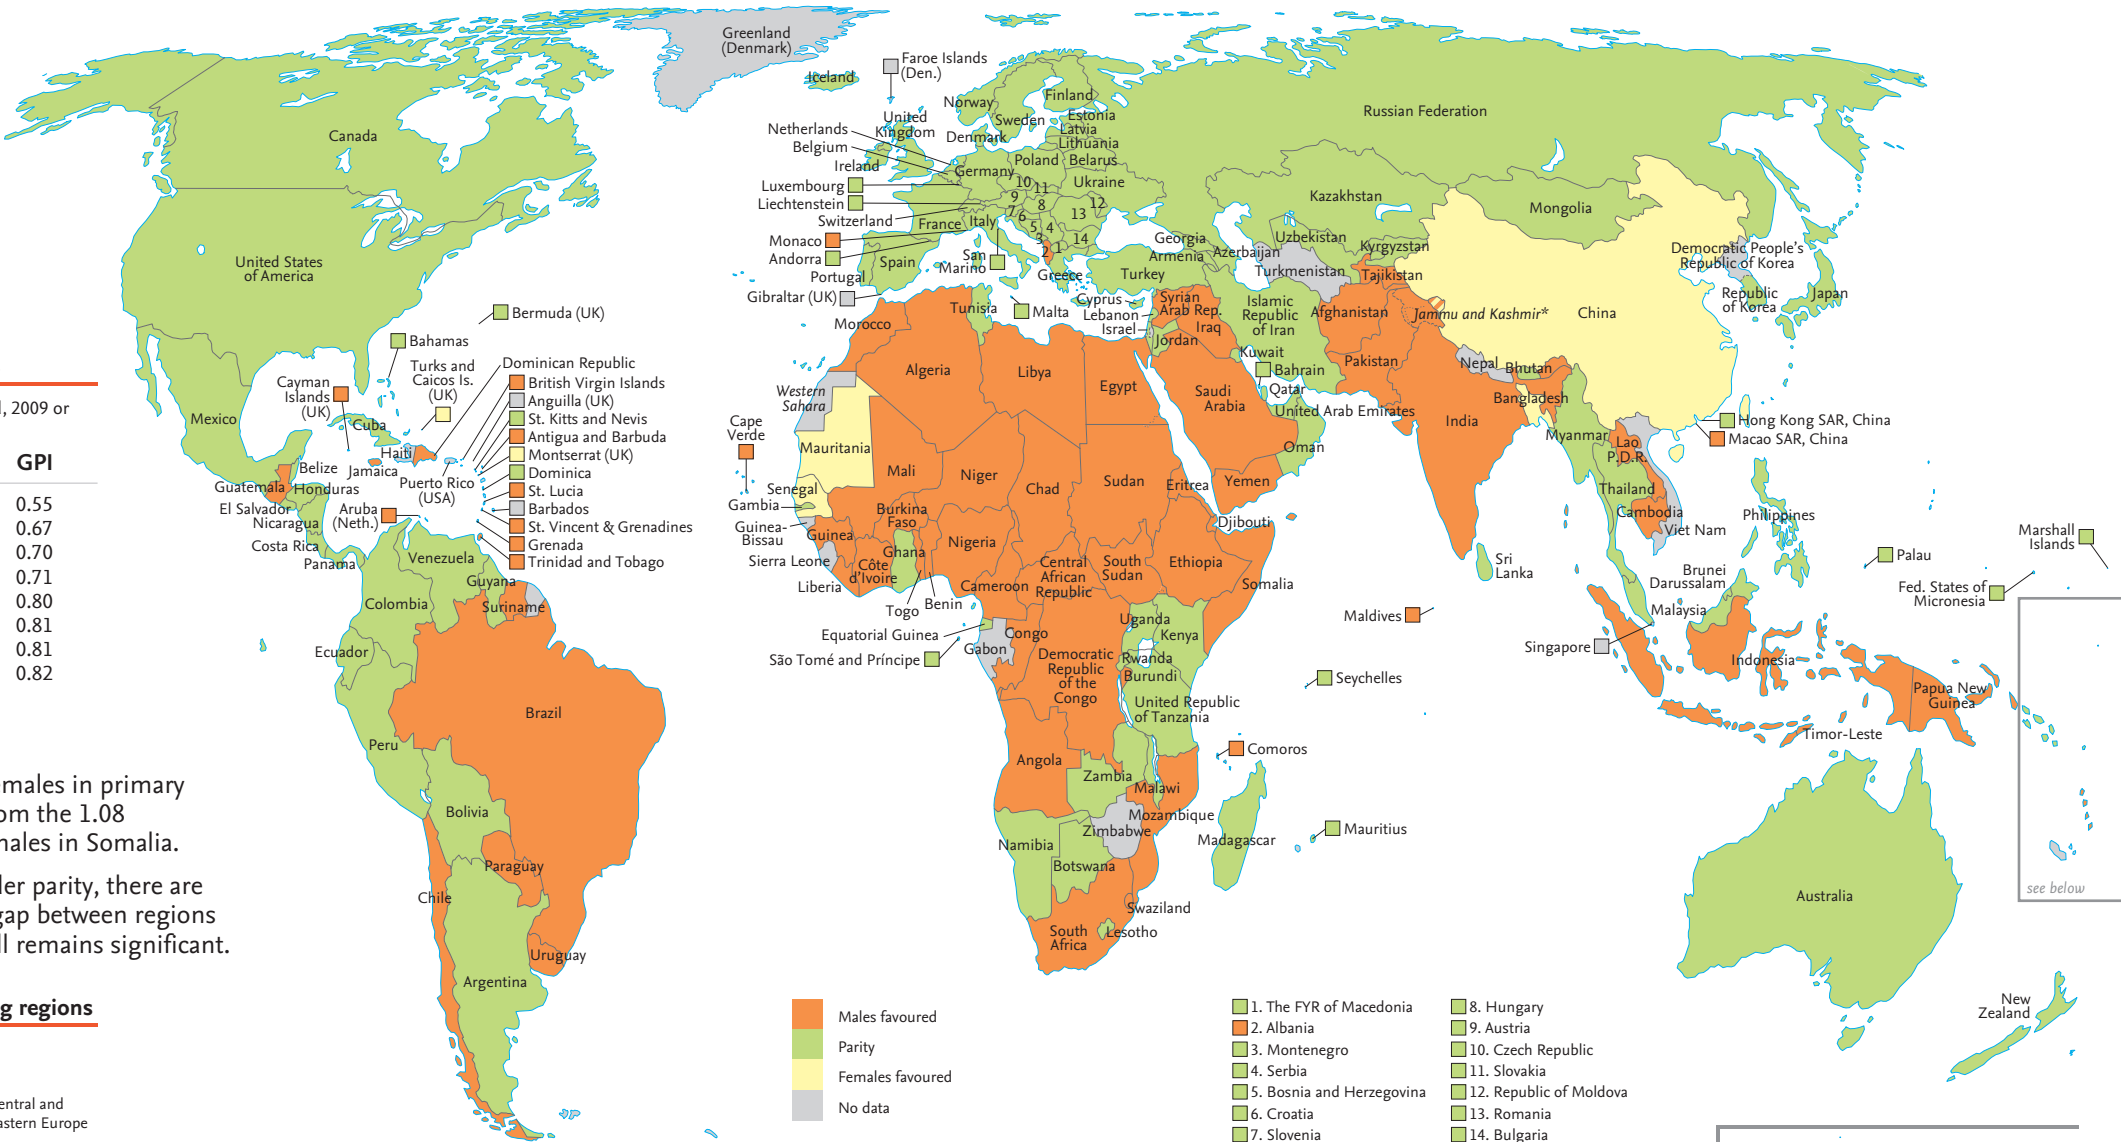 Greenland
(Denmark)
Faroe Islands
(Den.)
Iceland
Norway
Finland
Sweden
Estonia
Latvia
Lithuania
United
Kingdom
Denmark
Netherlands
Belgium
Ireland
Poland
Belarus
Germany
Ukraine
Luxembourg
Liechtenstein
Switzerland
France
Italy
Monaco
Andorra
Portugal
Spain
San
Marino
Gibraltar (UK)
Greece
10
11
9
8
7
6
12
13
5
4
3
14
2
1
Georgia
Armenia
Azerbaijan
Turkey
Russian Federation
Kazakhstan
Mongolia
Uzbekistan
Kyrgyzstan
Turkmenistan
Tajikistan
Democratic People's
Republic of Korea
Republic
of Korea
Japan
China
Jammu and Kashmir*
Canada
United States
of America
Bermuda (UK)
Bahamas
Turks and
Caicos Is.
(UK)
Cayman
Islands
(UK)
Mexico
Cuba
Haiti
Jamaica
Belize
Guatemala
Honduras
El Salvador
Nicaragua
Costa Rica
Panama
Puerto Rico
(USA)
Aruba
(Neth.)
Dominican Republic
British Virgin Islands
Anguilla (UK)
St. Kitts and Nevis
Antigua and Barbuda
Montserrat (UK)
Dominica
St. Lucia
Barbados
St. Vincent & Grenadines
Grenada
Trinidad and Tobago
Venezuela
Guyana
Suriname
Colombia
Ecuador
Brazil
Peru
Bolivia
Paraguay
Chile
Uruguay
Argentina
Morocco
Tunisia
Malta
Cyprus
Lebanon
Israel
Syrian
Arab Rep.
Iraq
Jordan
Islamic
Republic
of Iran
Afghanistan
Kuwait
Bahrain
Qatar
Pakistan
Nepal
Bhutan
Bangladesh
India
United Arab Emirates
Saudi
Arabia
Oman
Yemen
Western
Sahara
Algeria
Libya
Egypt
Cape
Verde
Mauritania
Mali
Niger
Chad
Sudan
Eritrea
Senegal
Gambia
Guinea-
Bissau
Guinea
Sierra Leone
Liberia
Burkina
Faso
Côte
d'Ivoire
Ghana
Togo
Benin
Nigeria
Cameroon
Central
African
Republic
South
Sudan
Djibouti
Ethiopia
Somalia
Equatorial Guinea
São Tomé and Príncipe
Gabon
Congo
Democratic
Republic
of the
Congo
Uganda
Kenya
Rwanda
Burundi
United Republic
of Tanzania
Seychelles
Comoros
Angola
Zambia
Malawi
Mozambique
Zimbabwe
Madagascar
Mauritius
Namibia
Botswana
Swaziland
South
Africa
Lesotho
Maldives
Sri
Lanka
Hong Kong SAR, China
Macao SAR, China
Myanmar
Lao
P.D.R.
Thailand
Cambodia
Viet Nam
Philippines
Brunei
Darussalam
Malaysia
Singapore
Indonesia
Timor-Leste
Papua New
Guinea
Palau
Marshall
Islands
Fed. States of
Micronesia
Australia
New
Zealand
see below
, 2009 or
GPI
0.55
0.67
0.70
0.71
0.80
0.81
0.81
0.82
emales in primary
om the 1.08
ales in Somalia.
er parity, there are
gap between regions
ll remains significant.
g regions
entral and
astern Europe
Males favoured
Parity
Females favoured
No data
1. The FYR of Macedonia
2. Albania
3. Montenegro
4. Serbia
5. Bosnia and Herzegovina
6. Croatia
7. Slovenia
8. Hungary
9. Austria
10. Czech Republic
11. Slovakia
12. Republic of Moldova
13. Romania
14. Bulgaria